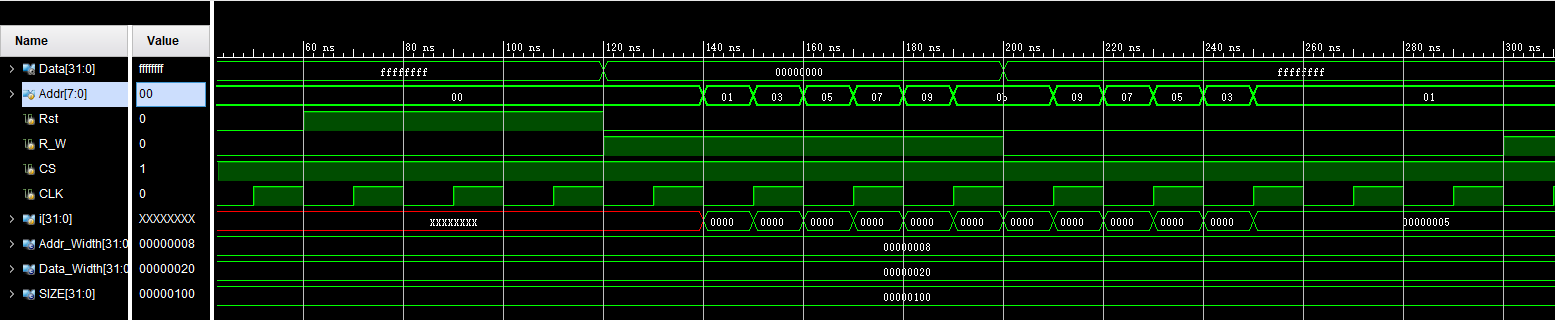 Name Value
60 ns 80 ns 100 ns 120 ns 140 ns 160 ns 180 ns 200 ns 220 ns 240 ns 260 ns 280 ns 300 ns
Data[31:0] ffffffff ffffffff 00000000 ffffffff
Addr[7:0] 00 00 01 03 05 07 09 0b 09 07 05 03 01
Rst 0
R_W 0
CS 1
CLK 0
i[31:0] XXXXXXXX XXXXXXXX 0000 0000 0000 0000 0000 0000 0000 0000 0000 0000 0000 00000005
Addr_Width[31:0 00000008 00000008
Data_Width[31:0 00000020 00000020
SIZE[31:0] 00000100 00000100